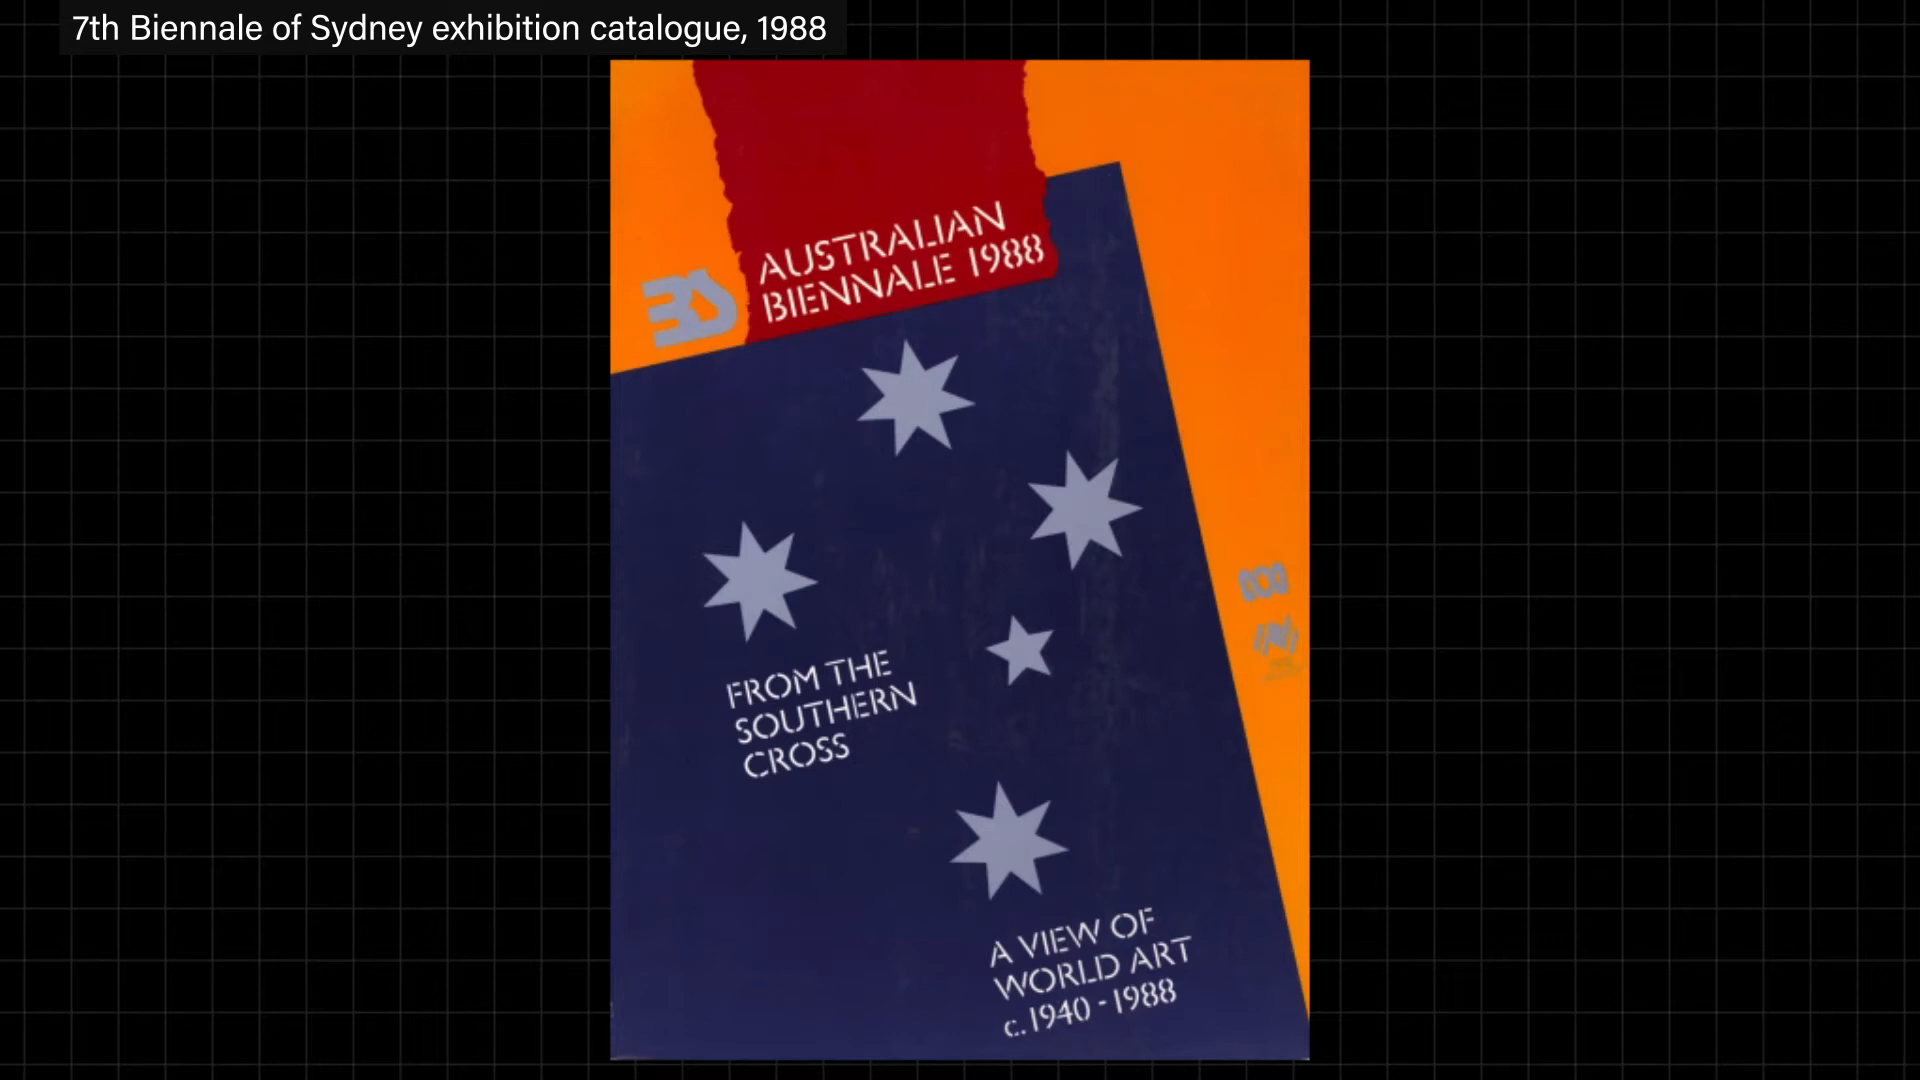 7th Biennale of Sydney exhibition catalogue, 1988
AUSTRALIAN
BIENNALE 1988
BS
FROM THE
SOUTHERN
CROSS
A VIEW OF
WORLD ART
c.1940 - 1988